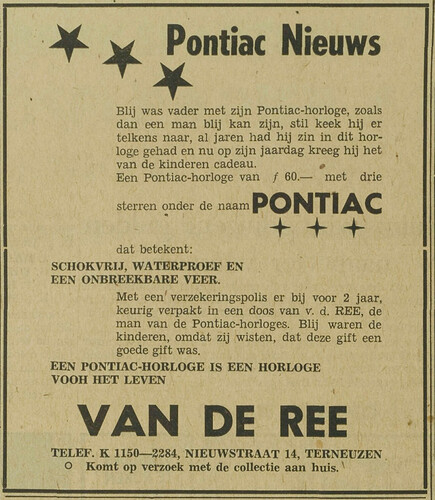 Pontiac Nieuws
Blij was vader met zijn Pontiac-horloge, zoals
dan een man blij kan zijn, stil keek hij er
telkens naar, al jaren had hij zin in dit hor-
loge gehad en nu op zijn jaardag kreeg hij het
van de kinderen cadeau.
Een Pontiac-horloge van ƒ 60.— met drie
sterren onder de naam PONTIAC
dat betekent:
SCHOKVRIJ, WATERPROEF EN
EEN ONBREEKBARE VEER.
Met een verzekeringspolis er bij voor 2 jaar,
keurig verpakt in een doos van v. d. REE, de
man van de Pontiac-horloges. Blij waren de
kinderen, omdat zij wisten, dat deze gift een
goede gift was.
EEN PONTIAC-HORLOGE IS EEN HORLOGE
VOOH HET LEVEN
VAN DE REE
TELEF. K 1150—2284, NIEUWSTRAAT 14, TERNEUZEN
O Komt op verzoek met de collectie aan huis.